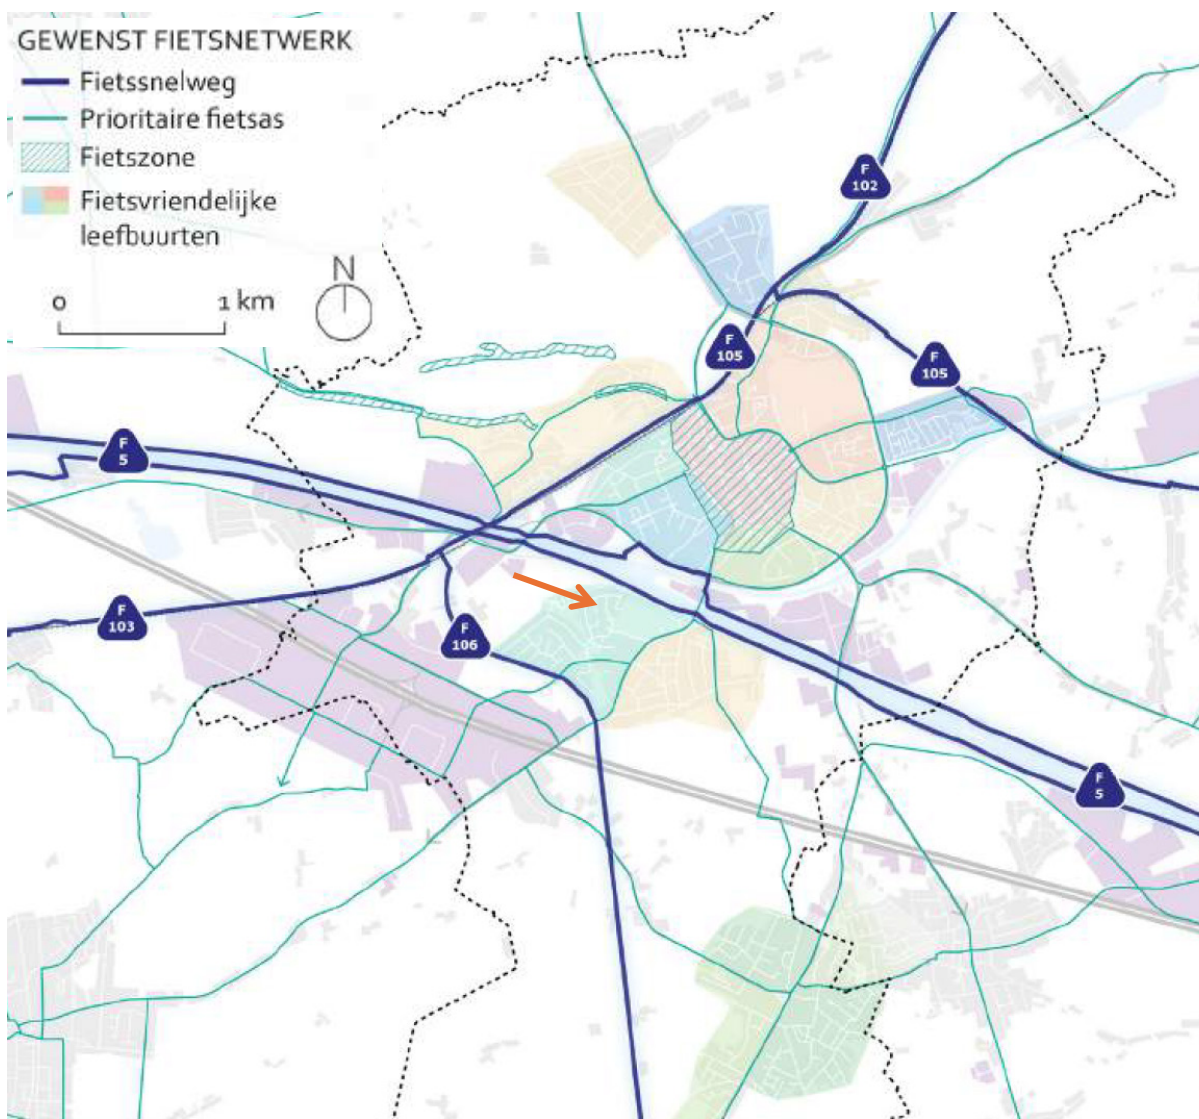 GEWENST FIETSNETWERK
Fietssnelweg
Prioritaire fietsas
Fietszone
Fietsvriendelijke
leefbuurten
N
0 1 km
F
102
F
105
F
105
F
5
F
103
F
106
F
5